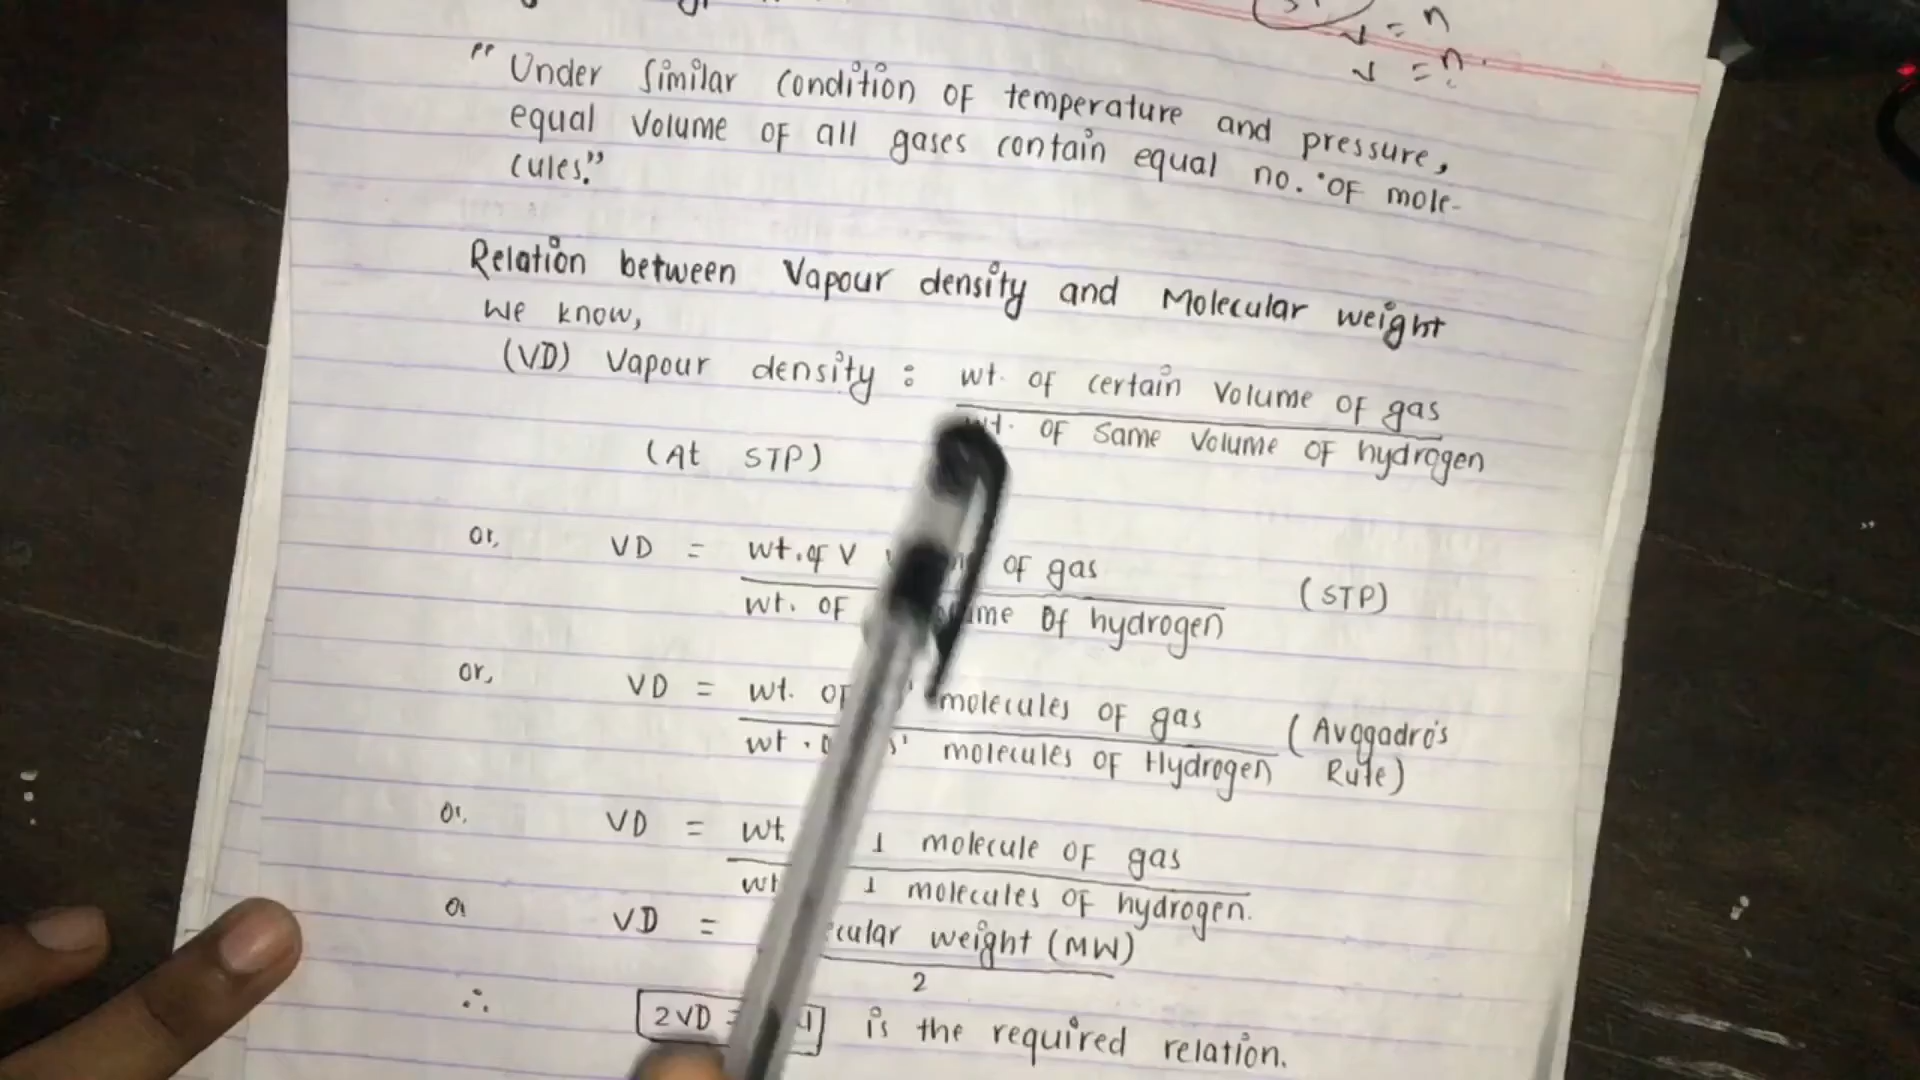 √ = n
√ = n.
" Under Similar Condition OF temperature and pressure,
equal Volume OF all gases contain equal no. OF mole-
cules."
Relation between Vapour density and Molecular weight
We know,
(VD) Vapour density : wt. OF certain Volume OF gas
wt. OF Same Volume OF hydrogen
(At STP)
or, VD = wt. of V OF gas (STP)
wt. OF OF hydrogen
or, VD = wt. OF molecules OF gas (Avogadro's
wt. molecules OF Hydrogen Rule)
or, VD = wt. 1 molecule OF gas
wt 1 molecules OF hydrogen.
or VD = weight (MW)
2
∴ 2VD = is the required relation.